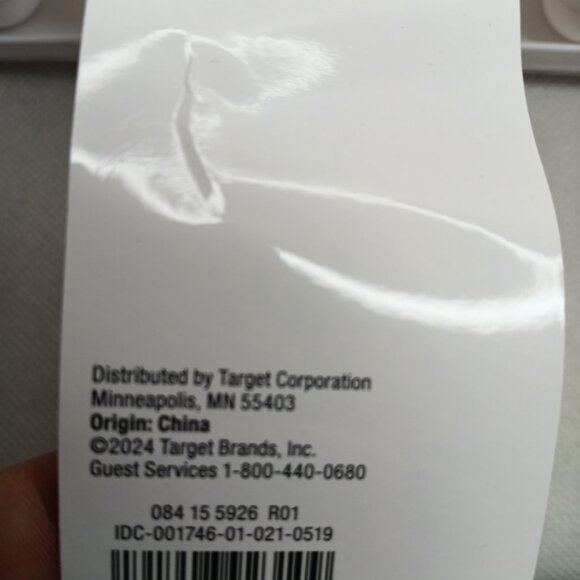 Distributed by Target Corporation
Minneapolis, MN 55403
Origin: China
©2024 Target Brands, Inc.
Guest Services 1-800-440-0680
084 15 5926 R01
IDC-001746-01-021-0519